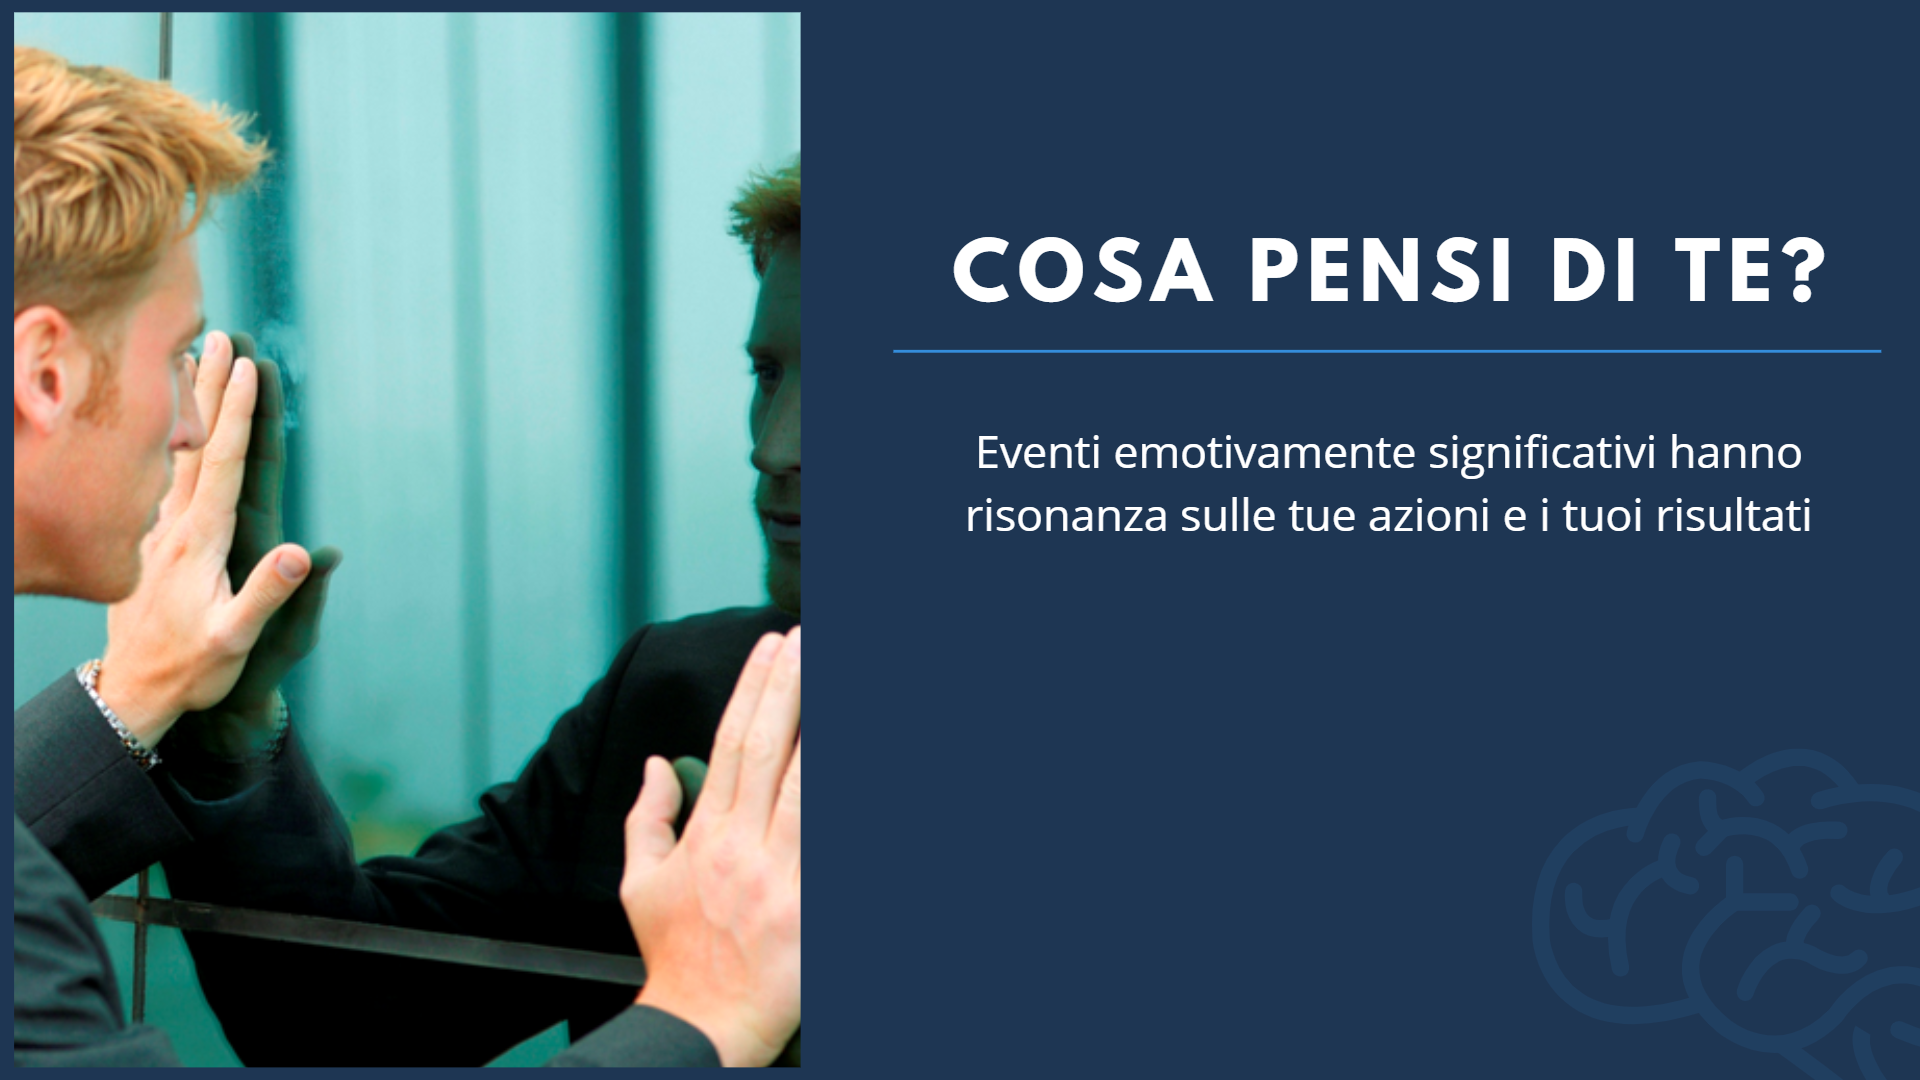 COSA PENSI DI TE?
Eventi emotivamente significativi hanno
risonanza sulle tue azioni e i tuoi risultati